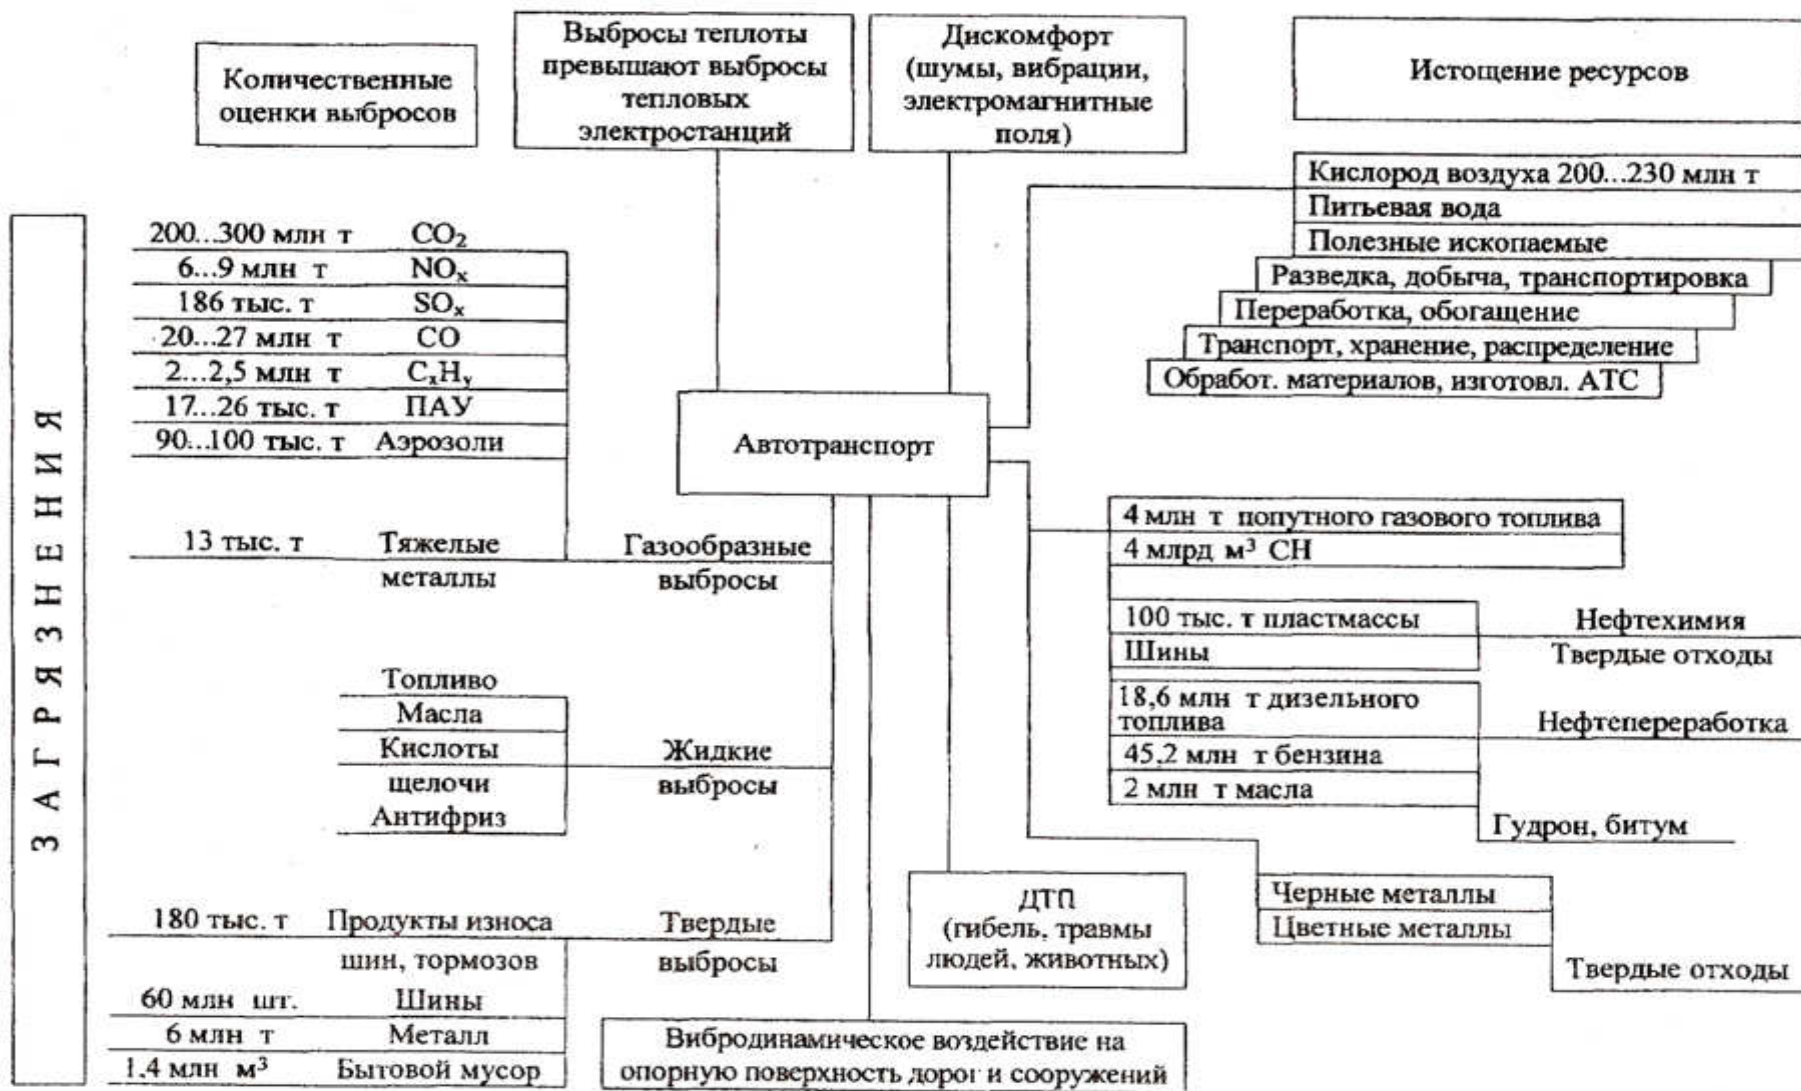 Количественные
оценки выбросов
Выбросы теплоты
превышают выбросы
тепловых
электростанций
Дискомфорт
(шумы, вибрации,
электромагнитные
поля)
Истощение ресурсов
Кислород воздуха 200...230 млн т
Питьевая вода
Полезные ископаемые
Разведка, добыча, транспортировка
Переработка, обогащение
Транспорт, хранение, распределение
Обработ. материалов, изготовл. АТС
ЗАГРЯЗНЕНИЯ
200...300 млн т CO₂
6...9 млн т NOₓ
186 тыс. т SOₓ
20...27 млн т CO
2...2,5 млн т CₓHᵧ
17...26 тыс. т ПАУ
90...100 тыс. т Аэрозоли
13 тыс. т Тяжелые
металлы
Газообразные
выбросы
Автотранспорт
Топливо
Масла
Кислоты
щелочи
Антифриз
Жидкие
выбросы
180 тыс. т Продукты износа
шин, тормозов
Твердые
выбросы
60 млн шт. Шины
6 млн т Металл
1,4 млн м³ Бытовой мусор
4 млн т попутного газового топлива
4 млрд м³ СН
100 тыс. т пластмассы
Шины
Нефтехимия
Твердые отходы
18,6 млн т дизельного
топлива
45,2 млн т бензина
2 млн т масла
Нефтепереработка
Гудрон, битум
Черные металлы
Цветные металлы
Твердые отходы
ДТП
(гибель, травмы
людей, животных)
Вибродинамическое воздействие на
опорную поверхность дорог и сооружений